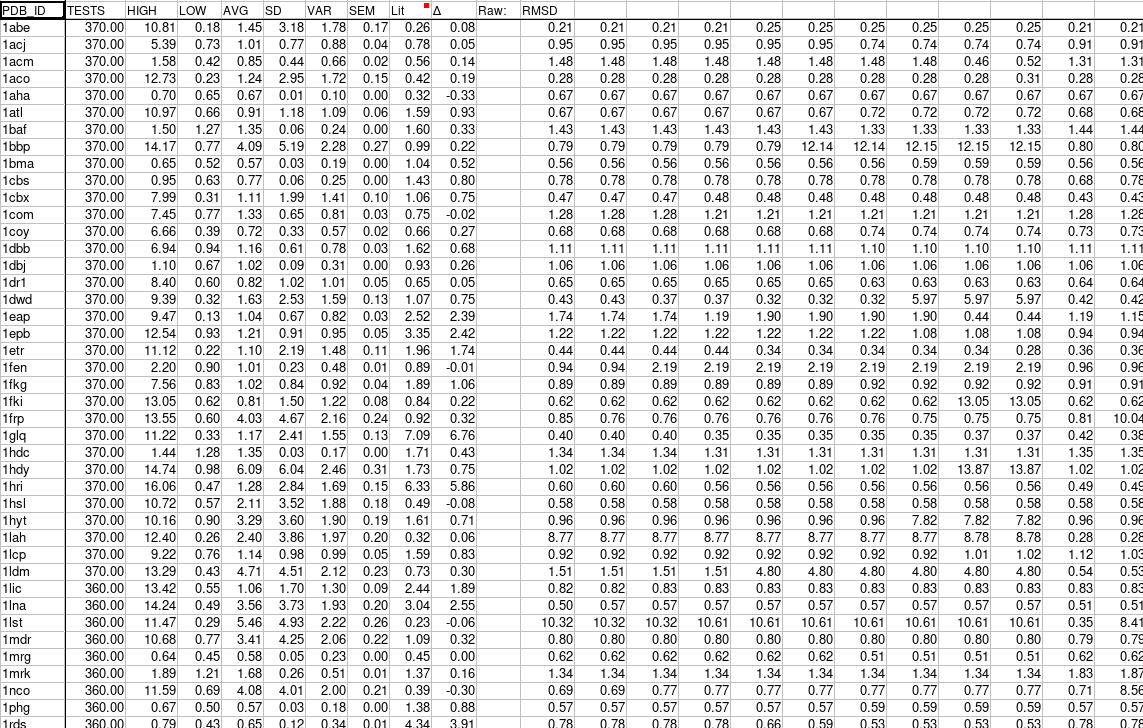 PDB_ID TESTS HIGH LOW AVG SD VAR SEM Lit Δ Raw: RMSD
1abe 370.00 10.81 0.18 1.45 3.18 1.78 0.17 0.26 0.08 0.21 0.21 0.21 0.21 0.25 0.25 0.25 0.25 0.25 0.25 0.21 0.21
1acj 370.00 5.39 0.73 1.01 0.77 0.88 0.04 0.78 0.05 0.95 0.95 0.95 0.95 0.95 0.95 0.74 0.74 0.74 0.74 0.91 0.91
1acm 370.00 1.58 0.42 0.85 0.44 0.66 0.02 0.56 0.14 1.48 1.48 1.48 1.48 1.48 1.48 1.48 1.48 0.46 0.52 1.31 1.31
1aco 370.00 12.73 0.23 1.24 2.95 1.72 0.15 0.42 0.19 0.28 0.28 0.28 0.28 0.28 0.28 0.28 0.28 0.28 0.31 0.28 0.28
1aha 370.00 0.70 0.65 0.67 0.01 0.10 0.00 0.32 -0.33 0.67 0.67 0.67 0.67 0.67 0.67 0.67 0.67 0.67 0.67 0.67 0.67
1atl 370.00 10.97 0.66 0.91 1.18 1.09 0.06 1.59 0.93 0.67 0.67 0.67 0.67 0.67 0.67 0.72 0.72 0.72 0.72 0.68 0.68
1baf 370.00 1.50 1.27 1.35 0.06 0.24 0.00 1.60 0.33 1.43 1.43 1.43 1.43 1.43 1.43 1.33 1.33 1.33 1.33 1.44 1.44
1bbp 370.00 14.17 0.77 4.09 5.19 2.28 0.27 0.99 0.22 0.79 0.79 0.79 0.79 0.79 12.14 12.14 12.15 12.15 12.15 0.80 0.80
1bma 370.00 0.65 0.52 0.57 0.03 0.19 0.00 1.04 0.52 0.56 0.56 0.56 0.56 0.56 0.56 0.56 0.59 0.59 0.59 0.56 0.56
1cbs 370.00 0.95 0.63 0.77 0.06 0.25 0.00 1.43 0.80 0.78 0.78 0.78 0.78 0.78 0.78 0.78 0.78 0.78 0.78 0.68 0.78
1cbx 370.00 7.99 0.31 1.11 1.99 1.41 0.10 1.06 0.75 0.47 0.47 0.47 0.48 0.48 0.48 0.48 0.48 0.48 0.48 0.43 0.43
1com 370.00 7.45 0.77 1.33 0.65 0.81 0.03 0.75 -0.02 1.28 1.28 1.28 1.21 1.21 1.21 1.21 1.21 1.21 1.21 1.28 1.28
1coy 370.00 6.66 0.39 0.72 0.33 0.57 0.02 0.66 0.27 0.68 0.68 0.68 0.68 0.68 0.68 0.74 0.74 0.74 0.74 0.73 0.73
1dbb 370.00 6.94 0.94 1.16 0.61 0.78 0.03 1.62 0.68 1.11 1.11 1.11 1.11 1.11 1.11 1.10 1.10 1.10 1.10 1.11 1.11
1dbj 370.00 1.10 0.67 1.02 0.09 0.31 0.00 0.93 0.26 1.06 1.06 1.06 1.06 1.06 1.06 1.06 1.06 1.06 1.06 1.06 1.06
1dr1 370.00 8.40 0.60 0.82 1.02 1.01 0.05 0.65 0.05 0.65 0.65 0.65 0.65 0.65 0.65 0.63 0.63 0.63 0.63 0.64 0.64
1dwd 370.00 9.39 0.32 1.63 2.53 1.59 0.13 1.07 0.75 0.43 0.43 0.37 0.37 0.32 0.32 0.32 5.97 5.97 5.97 0.42 0.42
1eap 370.00 9.47 0.13 1.04 0.67 0.82 0.03 2.52 2.39 1.74 1.74 1.74 1.19 1.90 1.90 1.90 1.90 0.44 0.44 1.19 1.15
1epb 370.00 12.54 0.93 1.21 0.91 0.95 0.05 3.35 2.42 1.22 1.22 1.22 1.22 1.22 1.22 1.22 1.08 1.08 1.08 0.94 0.94
1etr 370.00 11.12 0.22 1.10 2.19 1.48 0.11 1.96 1.74 0.44 0.44 0.44 0.44 0.34 0.34 0.34 0.34 0.34 0.28 0.36 0.36
1fen 370.00 2.20 0.90 1.01 0.23 0.48 0.01 0.89 -0.01 0.94 0.94 2.19 2.19 2.19 2.19 2.19 2.19 2.19 2.19 0.96 0.96
1fkg 370.00 7.56 0.83 1.02 0.84 0.92 0.04 1.89 1.06 0.89 0.89 0.89 0.89 0.89 0.89 0.92 0.92 0.92 0.92 0.91 0.91
1fki 370.00 13.05 0.62 0.81 1.50 1.22 0.08 0.84 0.22 0.62 0.62 0.62 0.62 0.62 0.62 0.62 0.62 13.05 13.05 0.62 0.62
1frp 370.00 13.55 0.60 4.03 4.67 2.16 0.24 0.92 0.32 0.85 0.76 0.76 0.76 0.76 0.76 0.76 0.75 0.75 0.75 0.81 10.04
1glq 370.00 11.22 0.33 1.17 2.41 1.55 0.13 7.09 6.76 0.40 0.40 0.40 0.35 0.35 0.35 0.35 0.35 0.37 0.37 0.42 0.38
1hdc 370.00 1.44 1.28 1.35 0.03 0.17 0.00 1.71 0.43 1.34 1.34 1.34 1.31 1.31 1.31 1.31 1.31 1.31 1.31 1.35 1.35
1hdy 370.00 14.74 0.98 6.09 6.04 2.46 0.31 1.73 0.75 1.02 1.02 1.02 1.02 1.02 1.02 1.02 1.02 13.87 13.87 1.02 1.02
1hri 370.00 16.06 0.47 1.28 2.84 1.69 0.15 6.33 5.86 0.60 0.60 0.60 0.56 0.56 0.56 0.56 0.56 0.56 0.56 0.49 0.49
1hsl 370.00 10.72 0.57 2.11 3.52 1.88 0.18 0.49 -0.08 0.58 0.58 0.58 0.58 0.58 0.58 0.58 0.58 0.58 0.58 0.58 0.58
1hyt 370.00 10.16 0.90 3.29 3.60 1.90 0.19 1.61 0.71 0.96 0.96 0.96 0.96 0.96 0.96 0.96 7.82 7.82 7.82 0.96 0.96
1lah 370.00 12.40 0.26 2.40 3.86 1.97 0.20 0.32 0.06 8.77 8.77 8.77 8.77 8.77 8.77 8.77 8.77 8.78 8.78 0.28 0.28
1lcp 370.00 9.22 0.76 1.14 0.98 0.99 0.05 1.59 0.83 0.92 0.92 0.92 0.92 0.92 0.92 0.92 0.92 1.01 1.02 1.12 1.03
1ldm 370.00 13.29 0.43 4.71 4.51 2.12 0.23 0.73 0.30 1.51 1.51 1.51 1.51 4.80 4.80 4.80 4.80 4.80 4.80 0.54 0.53
1lic 360.00 13.42 0.55 1.06 1.70 1.30 0.09 2.44 1.89 0.82 0.82 0.83 0.83 0.83 0.83 0.83 0.83 0.83 0.83 0.83 0.83
1lna 360.00 14.24 0.49 3.56 3.73 1.93 0.20 3.04 2.55 0.50 0.57 0.57 0.57 0.57 0.57 0.57 0.57 0.57 0.57 0.51 0.51
1lst 360.00 11.47 0.29 5.46 4.93 2.22 0.26 0.23 -0.06 10.32 10.32 10.32 10.61 10.61 10.61 10.61 10.61 10.61 10.61 0.35 8.41
1mdr 360.00 10.68 0.77 3.41 4.25 2.06 0.22 1.09 0.32 0.80 0.80 0.80 0.80 0.80 0.80 0.80 0.80 0.80 0.80 0.79 0.79
1mrg 360.00 0.64 0.45 0.58 0.05 0.23 0.00 0.45 0.00 0.62 0.62 0.62 0.62 0.62 0.62 0.51 0.51 0.51 0.51 0.62 0.62
1mrk 360.00 1.89 1.21 1.68 0.26 0.51 0.01 1.37 0.16 1.34 1.34 1.34 1.34 1.34 1.34 1.34 1.34 1.34 1.34 1.83 1.87
1nco 360.00 11.59 0.69 4.08 4.01 2.00 0.21 0.39 -0.30 0.69 0.69 0.77 0.77 0.77 0.77 0.77 0.77 0.77 0.77 0.71 8.56
1phg 360.00 0.67 0.50 0.57 0.03 0.18 0.00 1.38 0.88 0.57 0.57 0.57 0.57 0.57 0.57 0.59 0.59 0.59 0.59 0.57 0.57
1rds 360.00 0.79 0.43 0.65 0.12 0.34 0.01 4.34 3.91 0.78 0.78 0.78 0.78 0.66 0.59 0.53 0.53 0.53 0.53 0.78 0.78